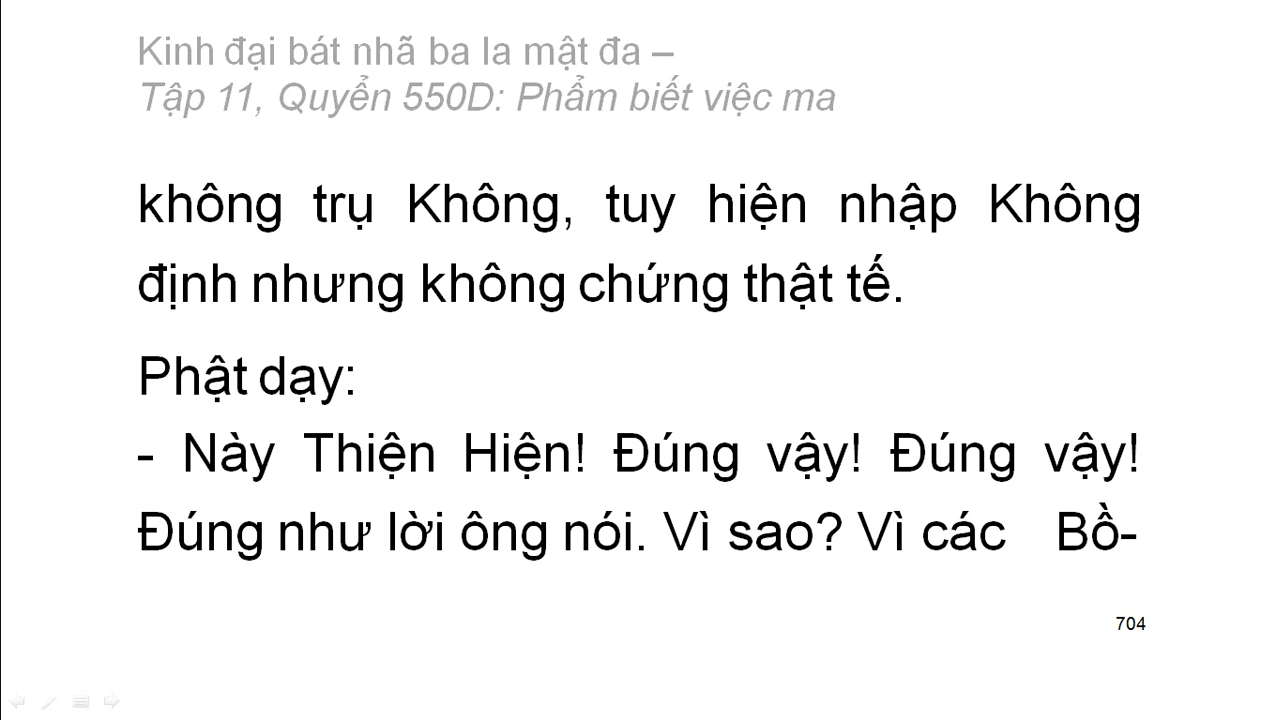 Kinh đại bát nhã ba la mật đa –
Tập 11, Quyển 550D: Phẩm biết việc ma
không trụ Không, tuy hiện nhập Không
định nhưng không chứng thật tế.
Phật dạy:
- Này Thiện Hiện! Đúng vậy! Đúng vậy!
Đúng như lời ông nói. Vì sao? Vì các Bồ-
704